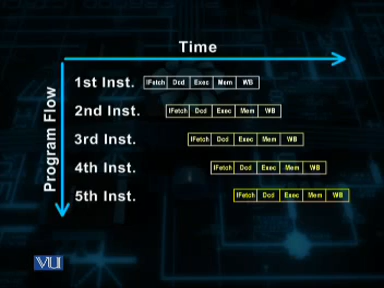 Time
Program Flow
1st Inst. IFetch Dcd Exec Mem WB
2nd Inst. IFetch Dcd Exec Mem WB
3rd Inst. IFetch Dcd Exec Mem WB
4th Inst. IFetch Dcd Exec Mem WB
5th Inst. IFetch Dcd Exec Mem WB
VU